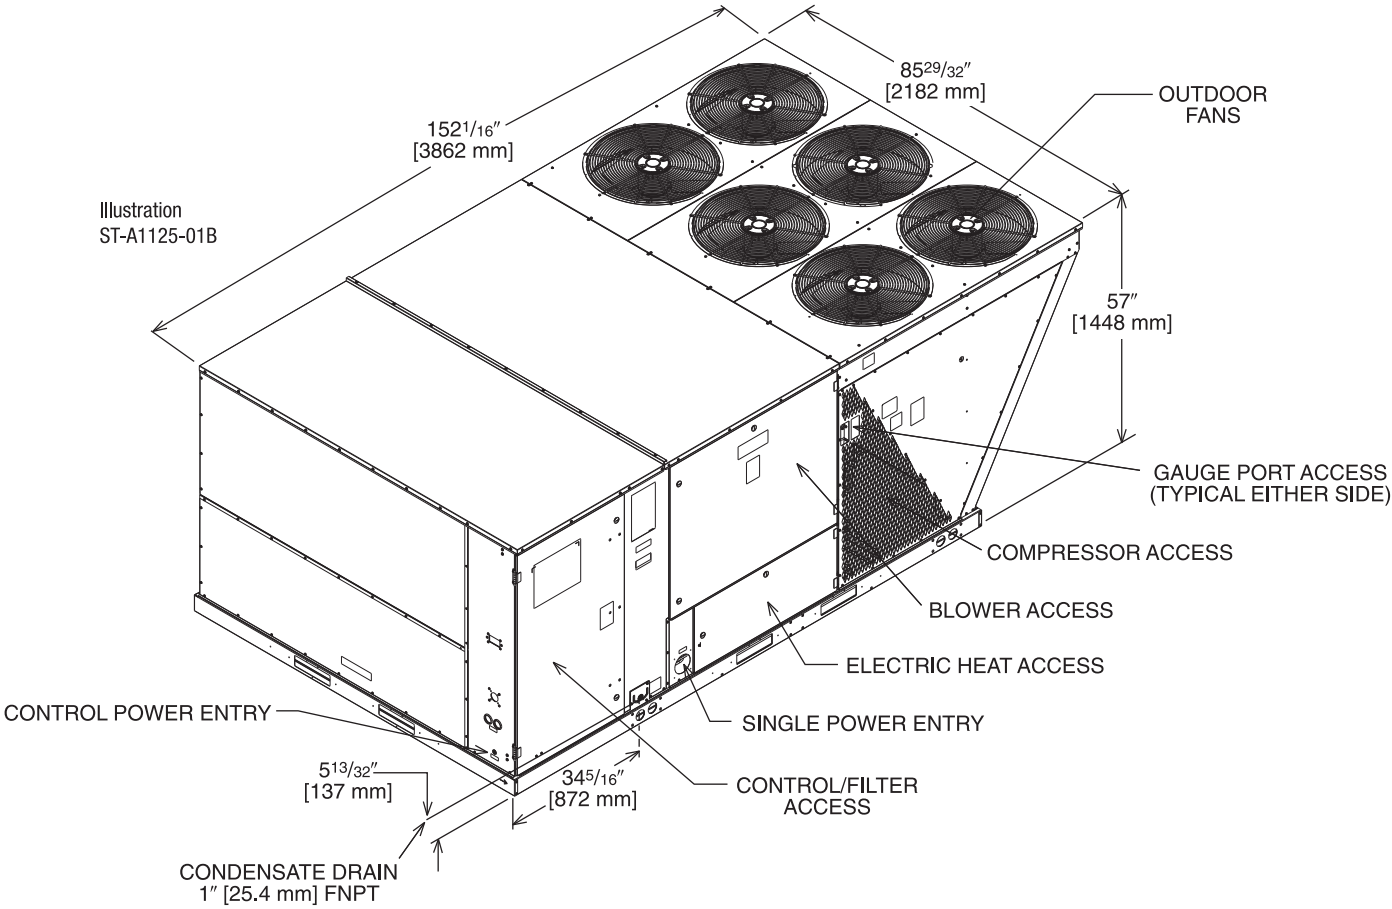 85 29/32″
[2182 mm]
OUTDOOR
FANS
152 1/16″
[3862 mm]
Illustration
ST-A1125-01B
57″
[1448 mm]
GAUGE PORT ACCESS
(TYPICAL EITHER SIDE)
COMPRESSOR ACCESS
BLOWER ACCESS
ELECTRIC HEAT ACCESS
CONTROL POWER ENTRY
SINGLE POWER ENTRY
5 13/32″
[137 mm]
34 5/16″
[872 mm]
CONTROL/FILTER
ACCESS
CONDENSATE DRAIN
1″ [25.4 mm] FNPT